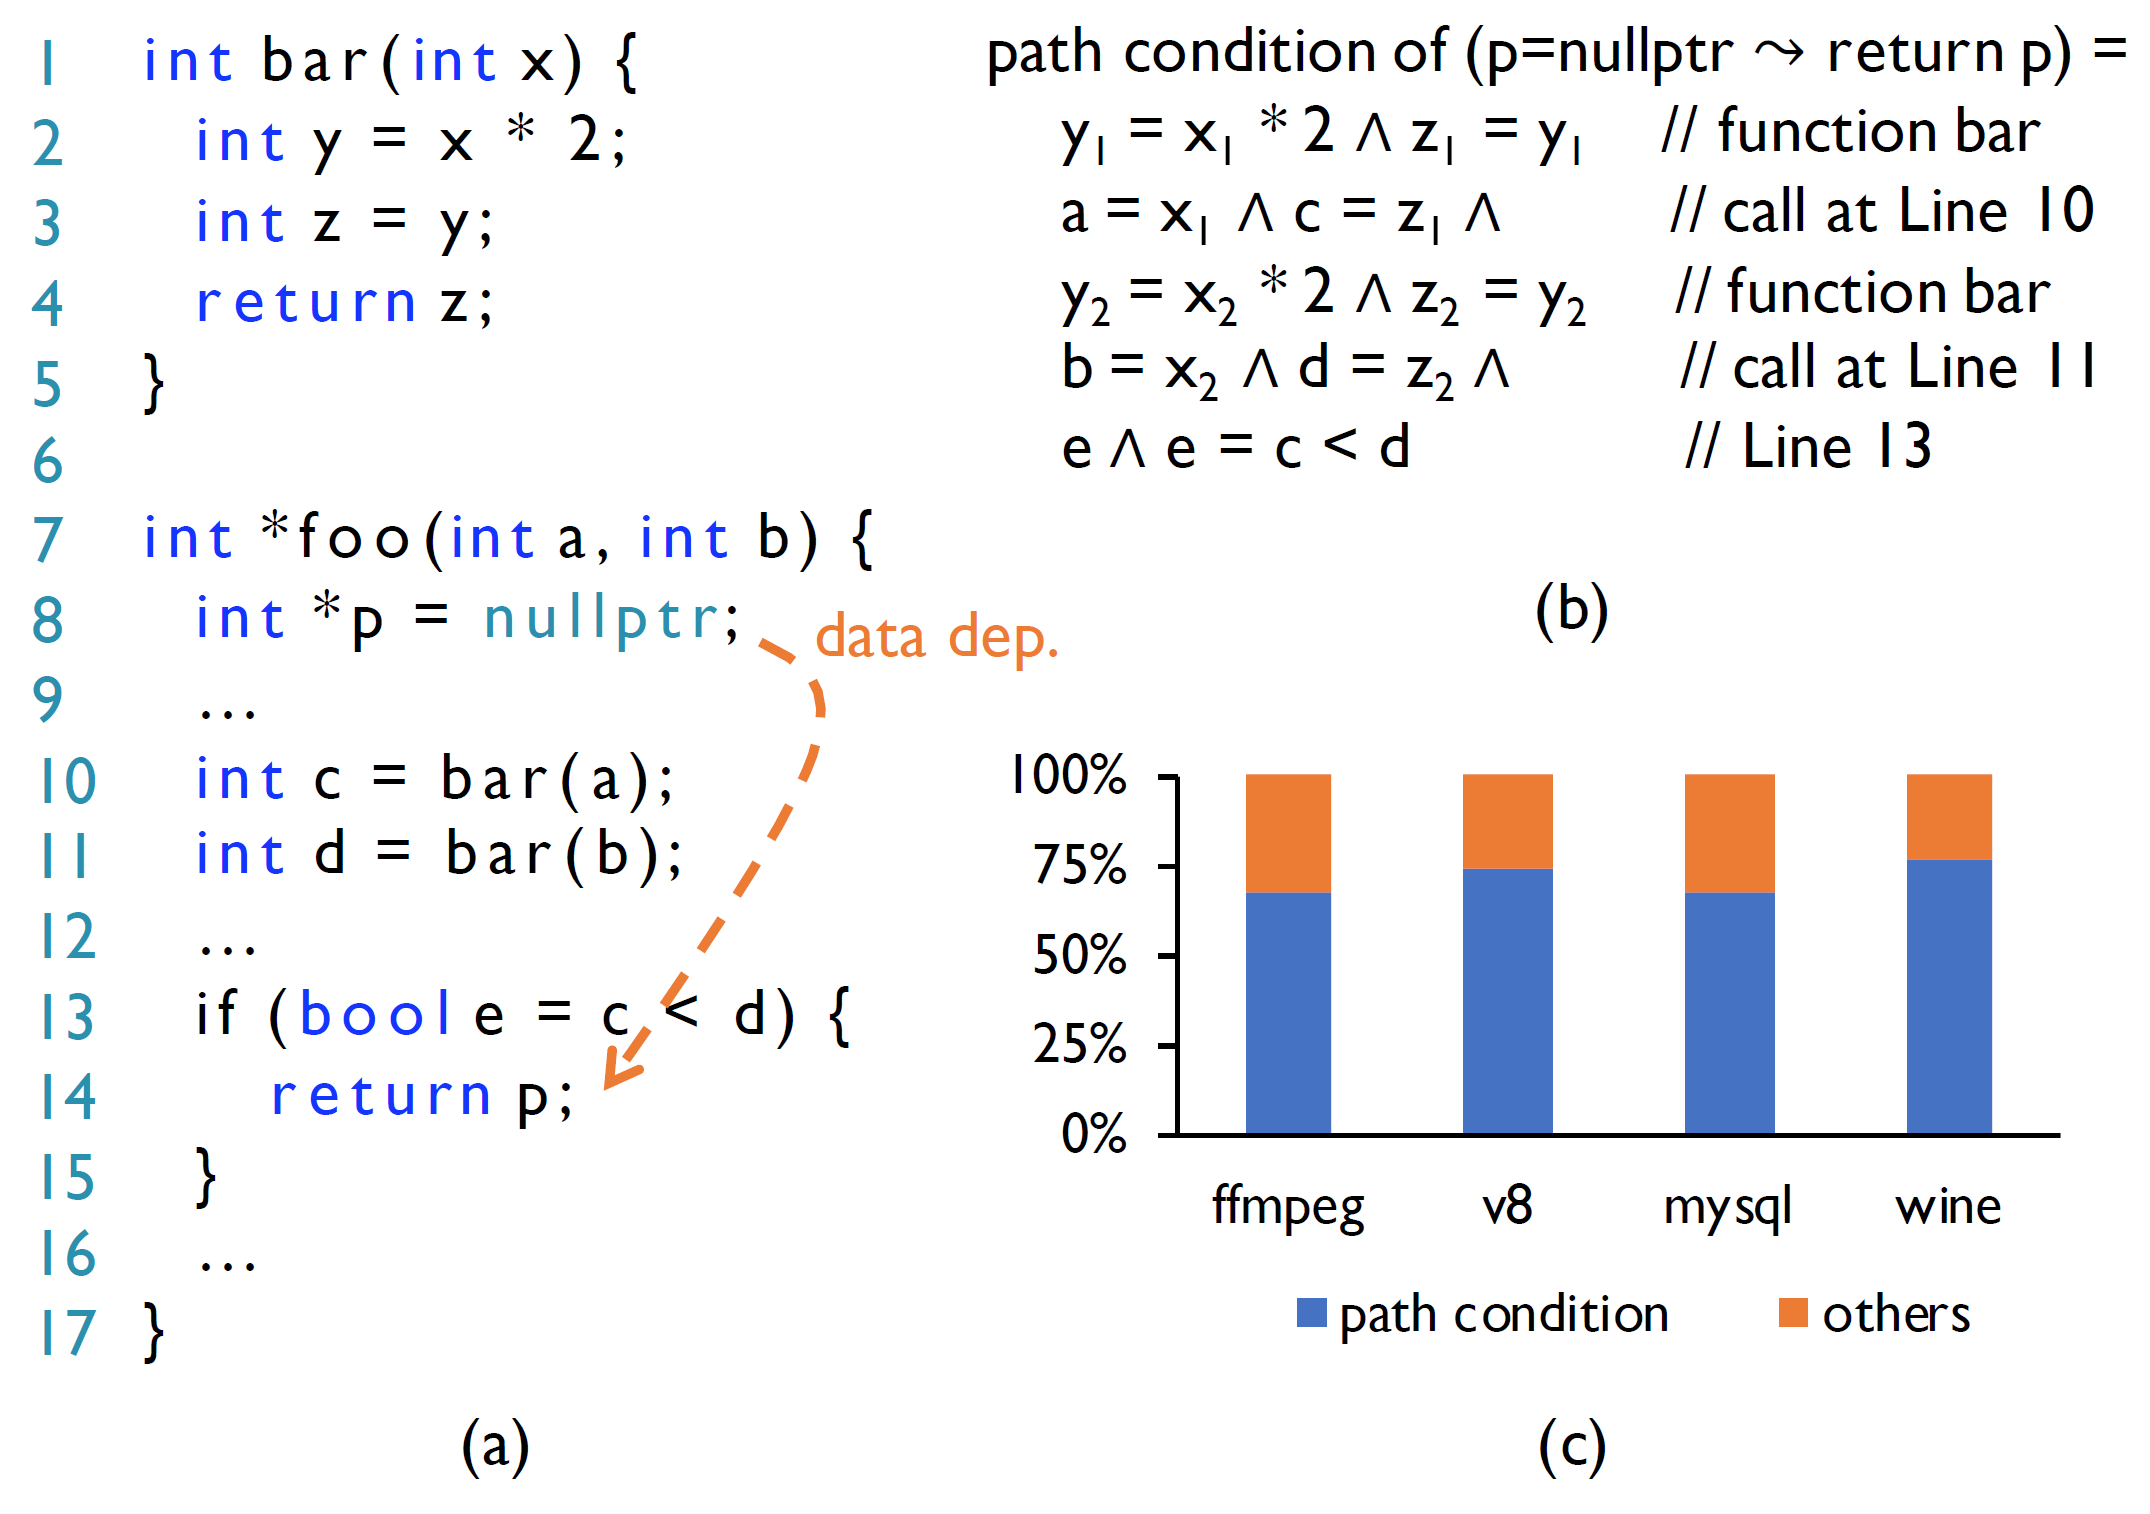 1 int bar(int x) {
2 int y = x * 2;
3 int z = y;
4 return z;
5 }
6
7 int *foo(int a, int b) {
8 int *p = nullptr;
data dep.
9 ...
10 int c = bar(a);
11 int d = bar(b);
12 ...
13 if (bool e = c < d) {
14 return p;
15 }
16 ...
17 }
(a)
path condition of (p=nullptr ⤳ return p) =
y₁ = x₁ * 2 ∧ z₁ = y₁ // function bar
a = x₁ ∧ c = z₁ ∧ // call at Line 10
y₂ = x₂ * 2 ∧ z₂ = y₂ // function bar
b = x₂ ∧ d = z₂ ∧ // call at Line 11
e ∧ e = c < d // Line 13
(b)
100%
75%
50%
25%
0%
ffmpeg v8 mysql wine
path condition others
(c)